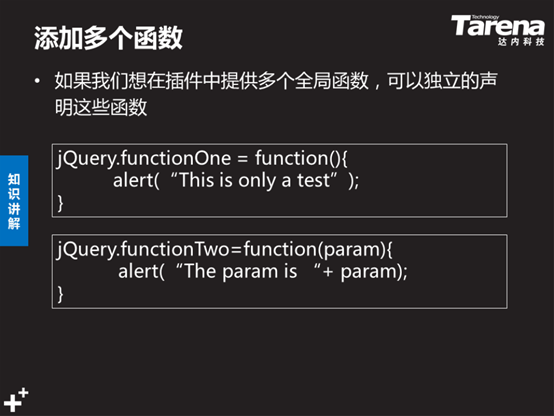 添加多个函数
Technology
Tarena
达内科技
• 如果我们想在插件中提供多个全局函数，可以独立的声
明这些函数
jQuery.functionOne = function(){
alert(“This is only a test”);
}
知识讲解
jQuery.functionTwo=function(param){
alert(“The param is “+ param);
}